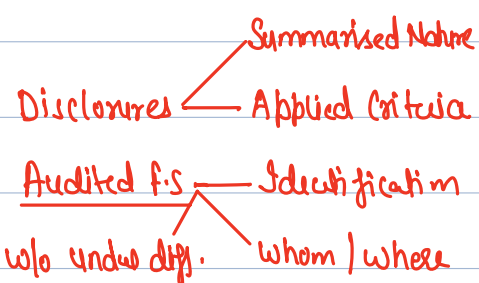 Summarised Nature
Disclosures Applied Criteria
Audited F.S Identification
w/o undue diff. whom / where